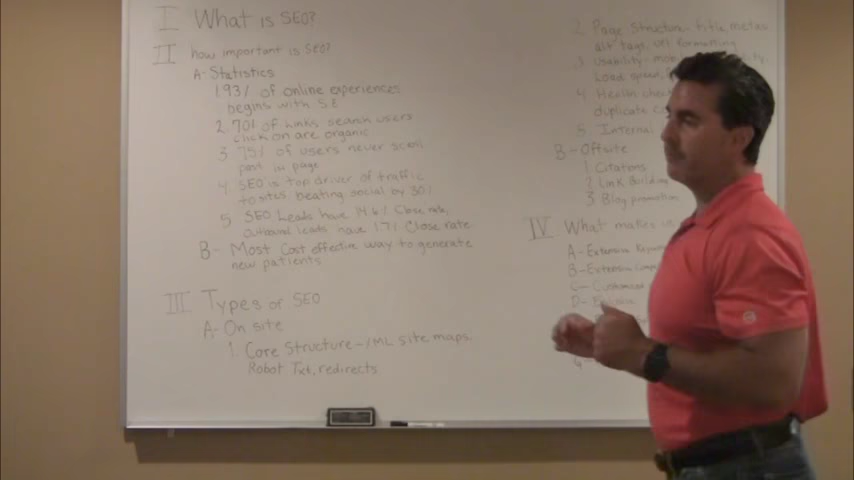 I What is SEO?
II how important is SEO?
A- Statistics
1. 93% of online experiences
begins with S.E
2. 70% of links search users
click on are organic
3. 75% of users never scroll
past in page
4. SEO is top driver of traffic
to sites beating social by 30%
5. SEO Leads have 14.6% Close rate,
Outbound leads have 1.7% Close rate
B- Most Cost effective way to generate
new patients
III Types of SEO
A- On site
1. Core Structure - /ML site maps.
Robot Txt, redirects
2. Page Structure - title, metas
alt tags, url formatting
3. Usability-
Load speed,
4. Health check
duplicate
5. Internal
B- Offsite
1. Citations
2. Link Building
3. Blog promotion
IV What makes
A- Extensive
B- Extensive
C- Customized
D-